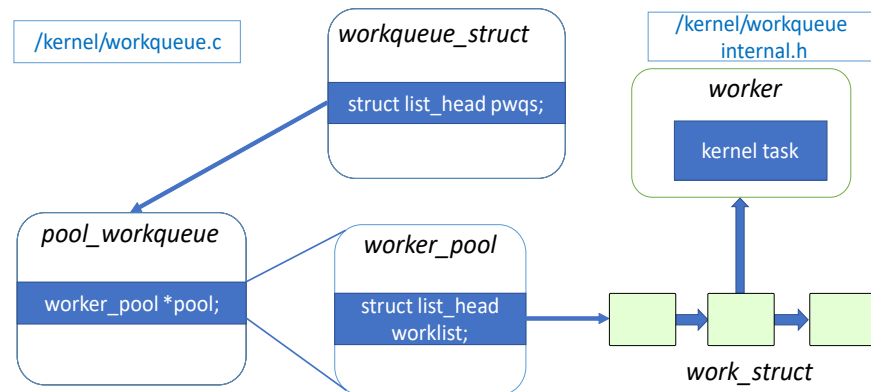 /kernel/workqueue.c
workqueue_struct
struct list_head pwqs;
/kernel/workqueue
internal.h
worker
kernel task
pool_workqueue
worker_pool *pool;
worker_pool
struct list_head
worklist;
work_struct